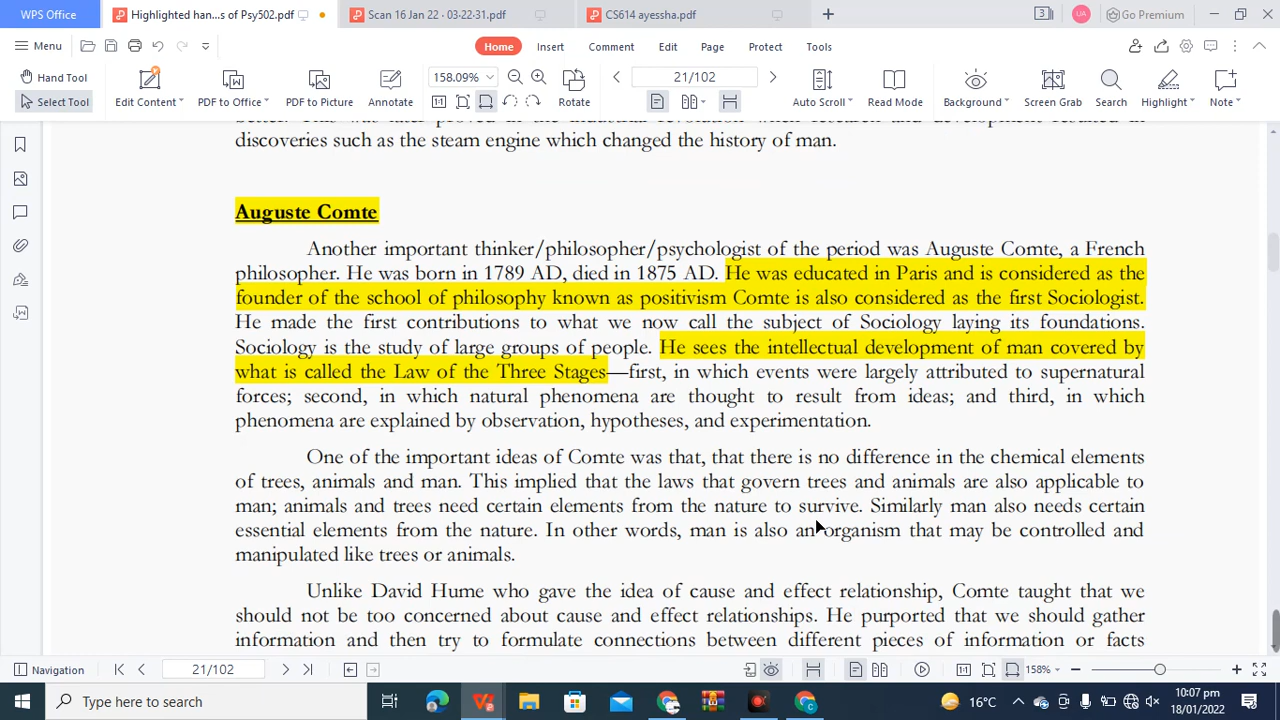 WPS Office
Highlighted han...s of Psy502.pdf
Scan 16 Jan 22 · 03·22·31.pdf
CS614 ayessha.pdf
3
UA
Go Premium
Menu
Home
Insert
Comment
Edit
Page
Protect
Tools
Hand Tool
Select Tool
Edit Content
PDF to Office
PDF to Picture
Annotate
158.09%
Rotate
21/102
Auto Scroll
Read Mode
Background
Screen Grab
Search
Highlight
Note
better. This was later proved in the industrial revolution when research and development resulted in
discoveries such as the steam engine which changed the history of man.
Auguste Comte
Another important thinker/philosopher/psychologist of the period was Auguste Comte, a French
philosopher. He was born in 1789 AD, died in 1875 AD. He was educated in Paris and is considered as the
founder of the school of philosophy known as positivism Comte is also considered as the first Sociologist.
He made the first contributions to what we now call the subject of Sociology laying its foundations.
Sociology is the study of large groups of people. He sees the intellectual development of man covered by
what is called the Law of the Three Stages—first, in which events were largely attributed to supernatural
forces; second, in which natural phenomena are thought to result from ideas; and third, in which
phenomena are explained by observation, hypotheses, and experimentation.
One of the important ideas of Comte was that, that there is no difference in the chemical elements
of trees, animals and man. This implied that the laws that govern trees and animals are also applicable to
man; animals and trees need certain elements from the nature to survive. Similarly man also needs certain
essential elements from the nature. In other words, man is also an organism that may be controlled and
manipulated like trees or animals.
Unlike David Hume who gave the idea of cause and effect relationship, Comte taught that we
should not be too concerned about cause and effect relationships. He purported that we should gather
information and then try to formulate connections between different pieces of information or facts
Navigation
21/102
158%
Type here to search
16°C
10:07 pm
18/01/2022